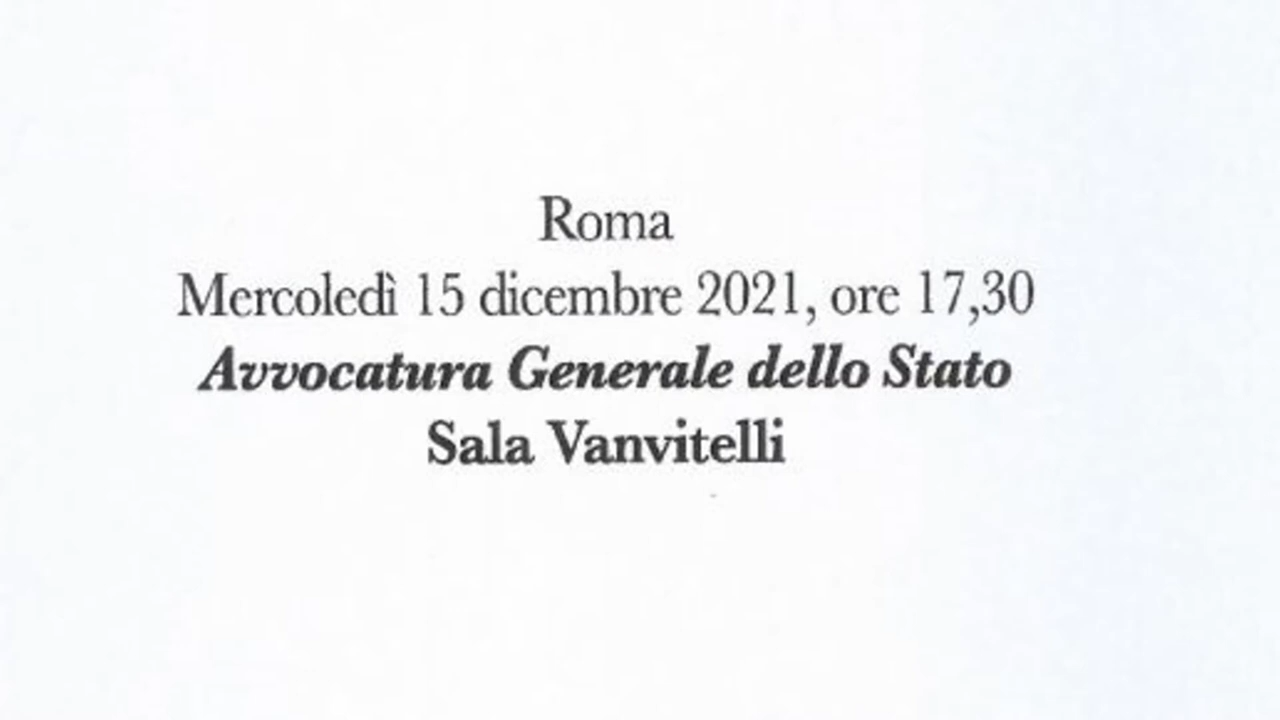 Roma
Mercoledì 15 dicembre 2021, ore 17,30
Avvocatura Generale dello Stato
Sala Vanvitelli